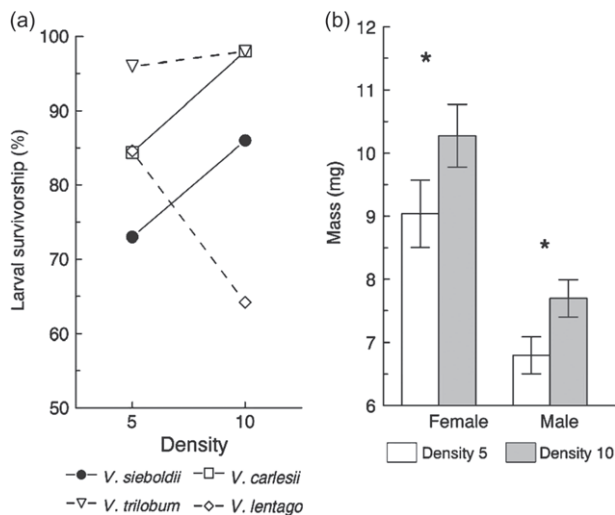 (a)
Larval survivorship (%)
100
90
80
70
60
50
5 10
Density
V. sieboldii V. carlesii
V. trilobum V. lentago
(b)
Mass (mg)
12
11
10
9
8
7
6
*
*
Female Male
Density 5 Density 10